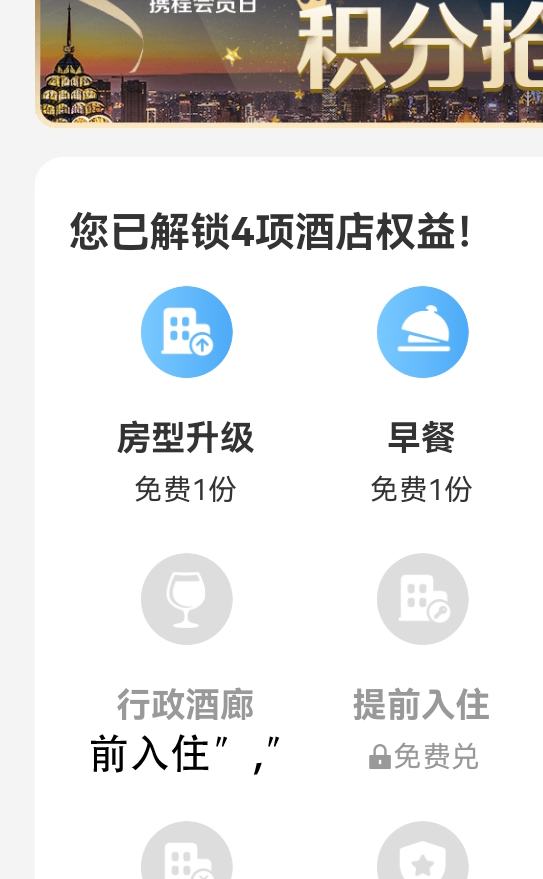 携程会员日
积分抢
您已解锁4项酒店权益!
房型升级 早餐
免费1份 免费1份
行政酒廊 提前入住
前入住",” 免费兑